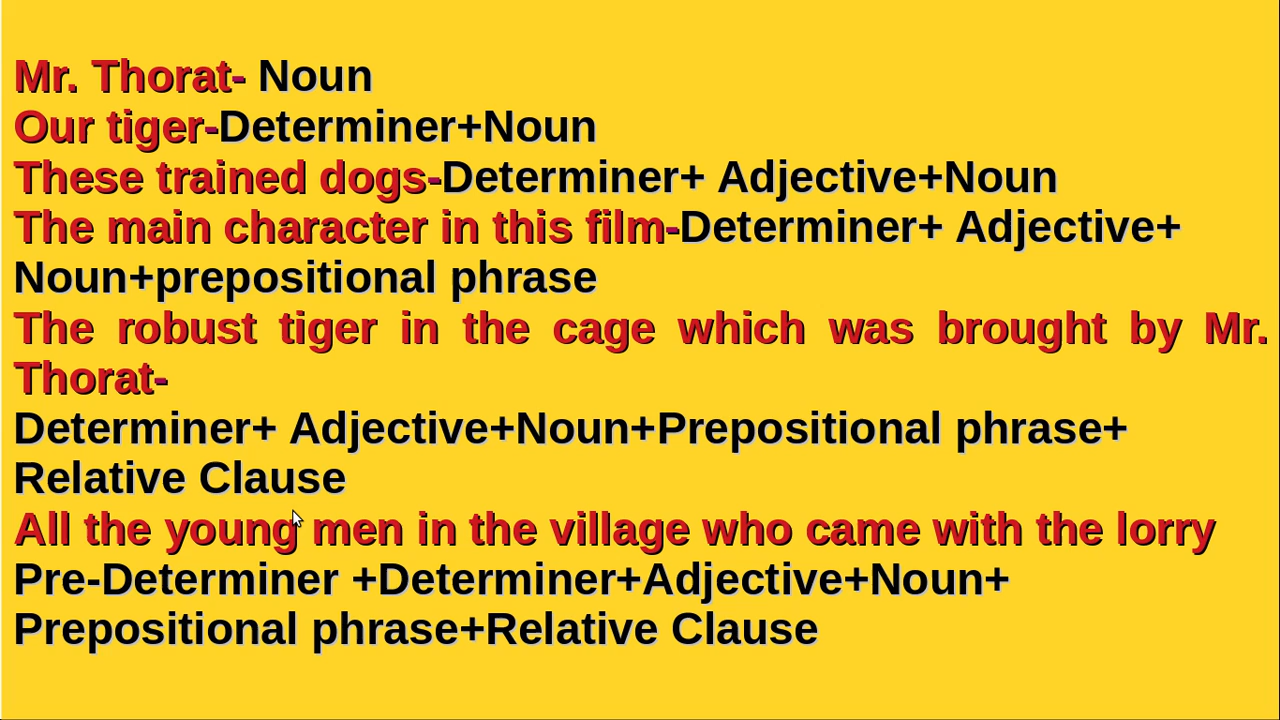 Mr. Thorat- Noun
Our tiger-Determiner+Noun
These trained dogs-Determiner+ Adjective+Noun
The main character in this film-Determiner+ Adjective+
Noun+prepositional phrase
The robust tiger in the cage which was brought by Mr.
Thorat-
Determiner+ Adjective+Noun+Prepositional phrase+
Relative Clause
All the young men in the village who came with the lorry
Pre-Determiner +Determiner+Adjective+Noun+
Prepositional phrase+Relative Clause